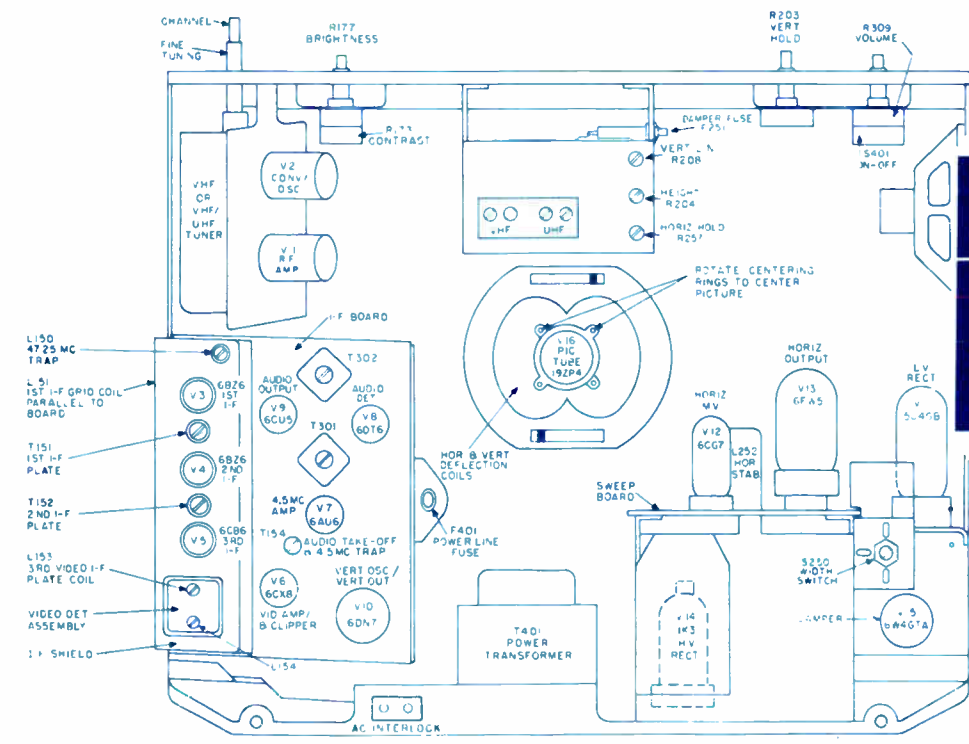 CHANNEL
FINE
TUNING
R177
BRIGHTNESS
R203
VERT
HOLD
R309
VOLUME
R173
CONTRAST
DAMPER FUSE
F251
VERT LIN
R208
HEIGHT
R204
HORIZ HOLD
R257
S401
ON-OFF
VHF
OR
VHF/
UHF
TUNER
V2
CONV/
OSC
V1
RF
AMP
VHF
UHF
ROTATE CENTERING
RINGS TO CENTER
PICTURE
V16
PIC
TUBE
19ZP4
HOR & VERT
DEFLECTION
COILS
I-F BOARD
L150
47.25 MC
TRAP
L151
1ST I-F GRID COIL
PARALLEL TO
BOARD
T151
1ST I-F
PLATE
T152
2ND I-F
PLATE
L153
3RD VIDEO I-F
PLATE COIL
VIDEO DET
ASSEMBLY
I-F SHIELD
L154
V3
6BZ6
1ST
I-F
V4
6BZ6
2ND
I-F
V5
6CB6
3RD
I-F
AUDIO
OUTPUT
V9
6CU5
T302
AUDIO
DET
V8
6DT6
T301
4.5MC
AMP
V7
6AU6
T154
AUDIO TAKE-OFF
& 4.5 MC TRAP
V6
6CX8
VID AMP/
& CLIPPER
VERT OSC/
VERT OUT
V10
6DN7
F401
POWER LINE
FUSE
T401
POWER
TRANSFORMER
AC INTERLOCK
SWEEP
BOARD
HORIZ
MV
V12
6CG7
L252
HOR
STAB
HORIZ
OUTPUT
V13
6FW5
LV
RECT
V14
1K3
HV
RECT
S250
WIDTH
SWITCH
DAMPER
6W4GTA